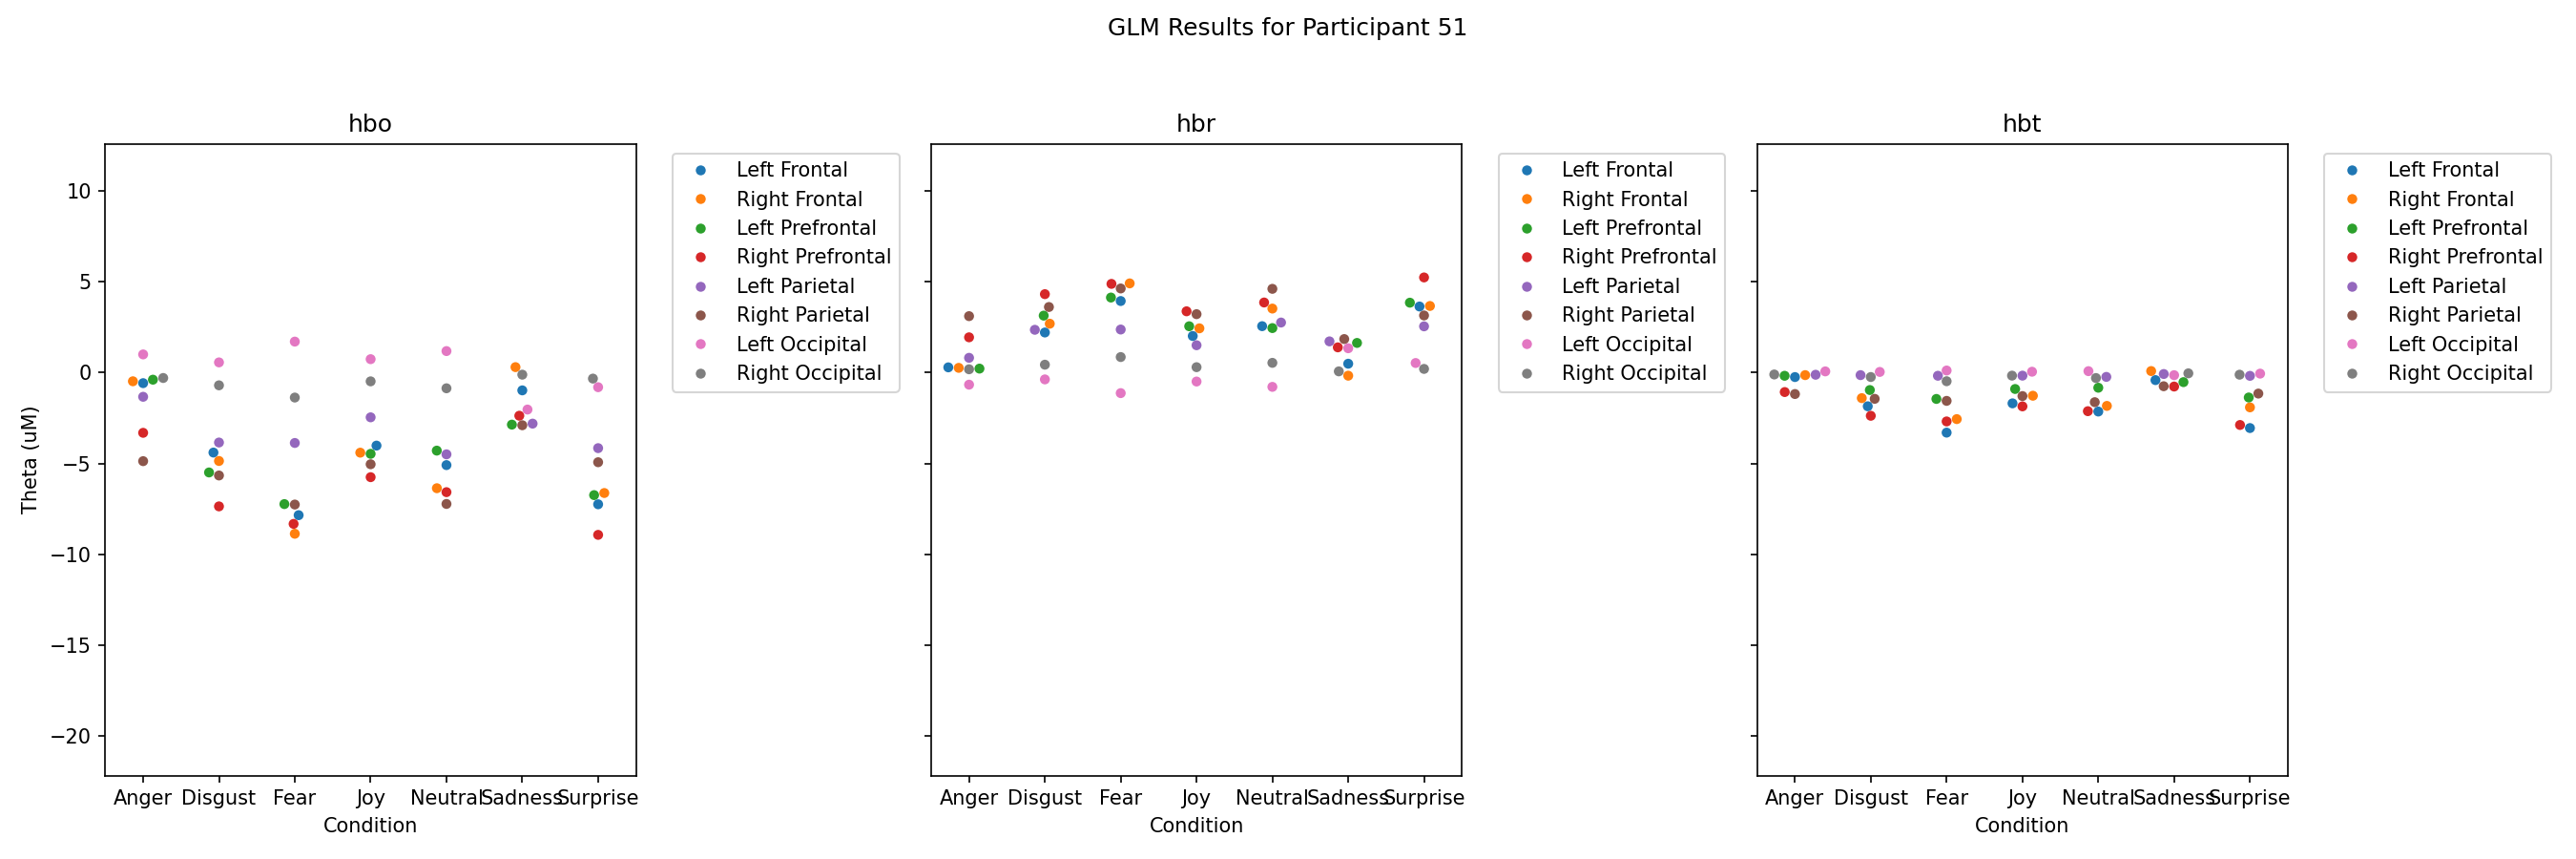 GLM Results for Participant 51
hbo
10
5
0
−5
−10
−15
−20
Theta (uM)
Anger Disgust Fear Joy Neutral Sadness Surprise
Condition
Left Frontal
Right Frontal
Left Prefrontal
Right Prefrontal
Left Parietal
Right Parietal
Left Occipital
Right Occipital
hbr
Anger Disgust Fear Joy Neutral Sadness Surprise
Condition
Left Frontal
Right Frontal
Left Prefrontal
Right Prefrontal
Left Parietal
Right Parietal
Left Occipital
Right Occipital
hbt
Anger Disgust Fear Joy Neutral Sadness Surprise
Condition
Left Frontal
Right Frontal
Left Prefrontal
Right Prefrontal
Left Parietal
Right Parietal
Left Occipital
Right Occipital